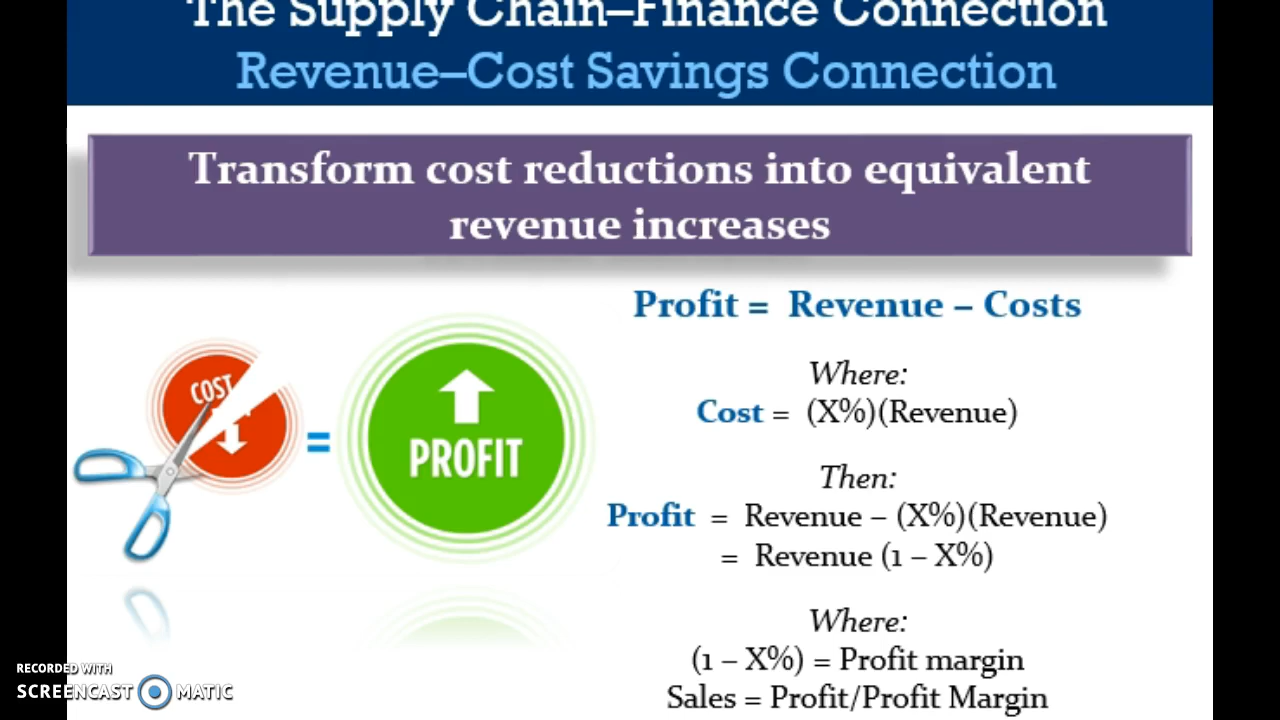 The Supply Chain–Finance Connection
Revenue–Cost Savings Connection
Transform cost reductions into equivalent
revenue increases
Profit = Revenue – Costs
Where:
Cost = (X%)(Revenue)
Then:
Profit = Revenue – (X%)(Revenue)
= Revenue (1 – X%)
Where:
(1 – X%) = Profit margin
Sales = Profit/Profit Margin
COST
=
PROFIT
RECORDED WITH
SCREENCAST MATIC